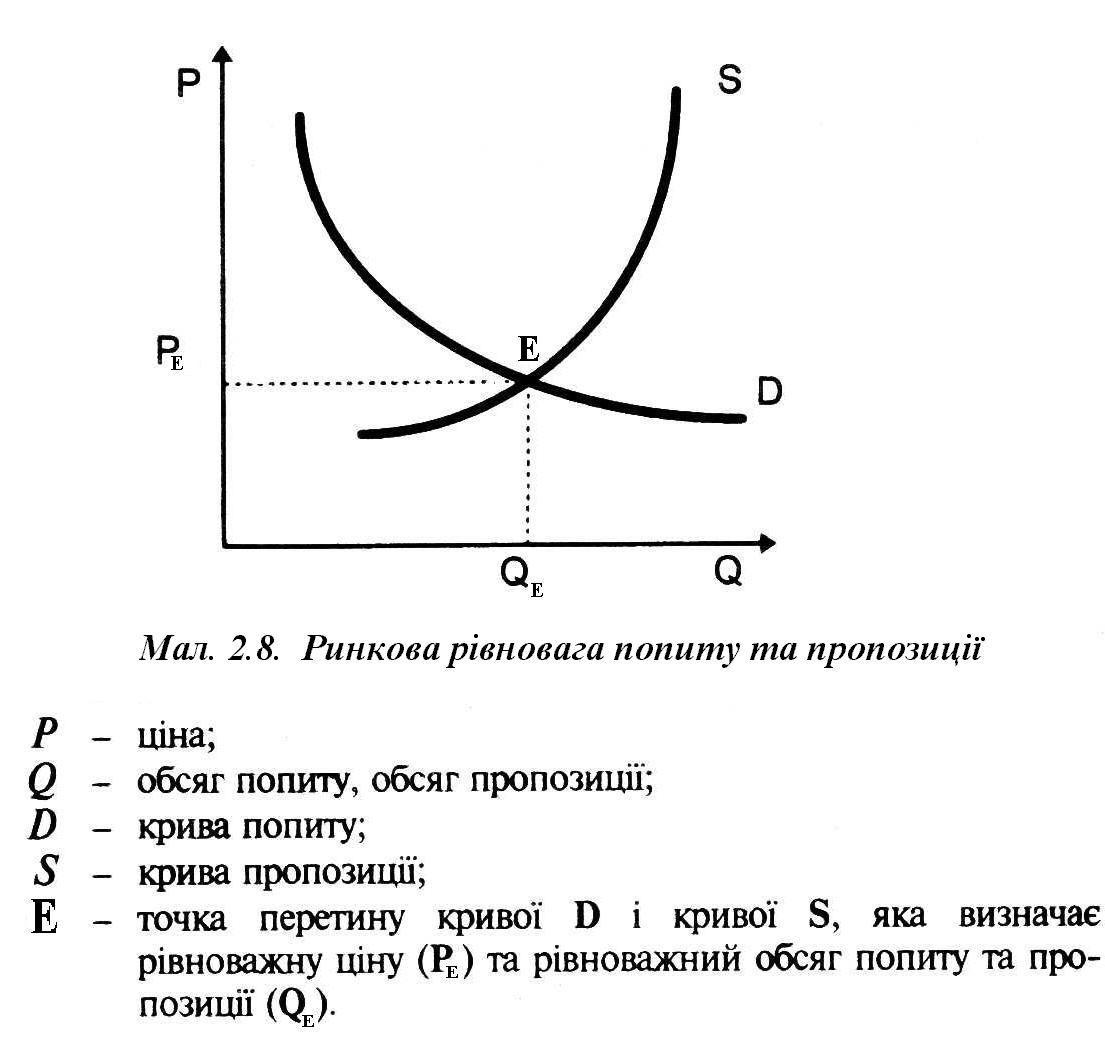 P
S
E
P_E
D
Q_E
Q
Мал. 2.8. Ринкова рівновага попиту та пропозиції
P – ціна;
Q – обсяг попиту, обсяг пропозиції;
D – крива попиту;
S – крива пропозиції;
E – точка перетину кривої D і кривої S, яка визначає
рівноважну ціну (P_E) та рівноважний обсяг попиту та про-
позиції (Q_E).